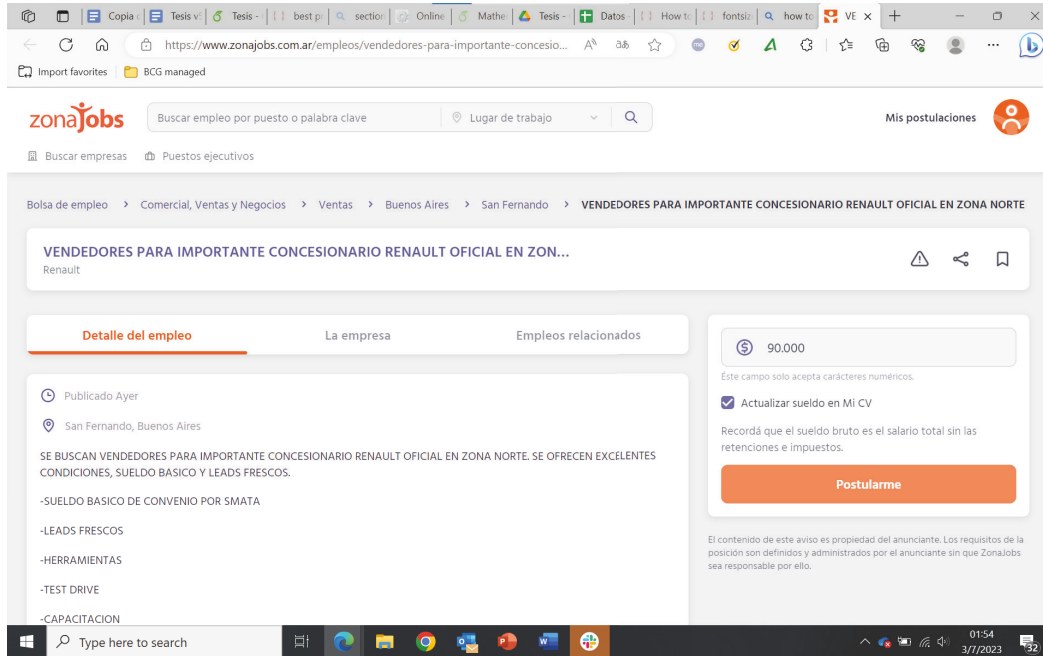 Copia
Tesis v
Tesis -
best p
section
Online
Mathe
Tesis -
Datos
How to
fontsiz
how to
VE
https://www.zonajobs.com.ar/empleos/vendedores-para-importante-concesio...
Import favorites
BCG managed
zonajobs
Buscar empleo por puesto o palabra clave
Lugar de trabajo
Mis postulaciones
Buscar empresas
Puestos ejecutivos
Bolsa de empleo > Comercial, Ventas y Negocios > Ventas > Buenos Aires > San Fernando > VENDEDORES PARA IMPORTANTE CONCESIONARIO RENAULT OFICIAL EN ZONA NORTE
VENDEDORES PARA IMPORTANTE CONCESIONARIO RENAULT OFICIAL EN ZON...
Renault
Detalle del empleo
La empresa
Empleos relacionados
Publicado Ayer
San Fernando, Buenos Aires
SE BUSCAN VENDEDORES PARA IMPORTANTE CONCESIONARIO RENAULT OFICIAL EN ZONA NORTE. SE OFRECEN EXCELENTES
CONDICIONES, SUELDO BASICO Y LEADS FRESCOS.
-SUELDO BASICO DE CONVENIO POR SMATA
-LEADS FRESCOS
-HERRAMIENTAS
-TEST DRIVE
-CAPACITACION
90.000
Éste campo solo acepta carácteres numéricos.
Actualizar sueldo en Mi CV
Recordá que el sueldo bruto es el salario total sin las
retenciones e impuestos.
Postularme
El contenido de este aviso es propiedad del anunciante. Los requisitos de la
posición son definidos y administrados por el anunciante sin que ZonaJobs
sea responsable por ello.
Type here to search
01:54
3/7/2023
32